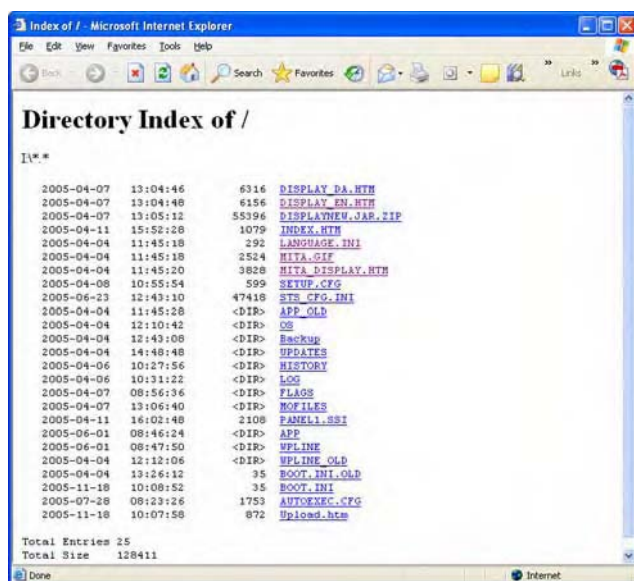 Index of / - Microsoft Internet Explorer
File Edit View Favorites Tools Help
Back Search Favorites Links
Directory Index of /
I:\*.*
2005-04-07 13:04:46 6316 DISPLAY_DA.HTM
2005-04-07 13:04:48 6156 DISPLAY_EN.HTM
2005-04-07 13:05:12 55396 DISPLAYNEW.JAR.ZIP
2005-04-11 15:52:28 1079 INDEX.HTM
2005-04-04 11:45:18 292 LANGUAGE.INI
2005-04-04 11:45:18 2524 MITA.GIF
2005-04-04 11:45:20 3828 MITA_DISPLAY.HTM
2005-04-08 10:55:54 599 SETUP.CFG
2005-06-23 12:43:10 47418 STS_CFG.INI
2005-04-04 11:45:28 <DIR> APP_OLD
2005-04-04 12:10:42 <DIR> OS
2005-04-04 12:43:08 <DIR> Backup
2005-04-04 14:48:48 <DIR> UPDATES
2005-04-06 10:27:56 <DIR> HISTORY
2005-04-06 10:31:22 <DIR> LOG
2005-04-07 08:56:36 <DIR> FLAGS
2005-04-07 13:06:40 <DIR> MOFILES
2005-04-11 16:02:48 2108 PANEL1.SSI
2005-06-01 08:46:24 <DIR> APP
2005-06-01 08:47:50 <DIR> WPLINE
2005-04-04 12:12:06 <DIR> WPLINE_OLD
2005-04-04 13:26:12 35 BOOT.INI.OLD
2005-11-18 10:08:52 35 BOOT.INI
2005-07-28 08:23:26 1753 AUTOEXEC.CFG
2005-11-18 10:07:58 872 Upload.htm
Total Entries 25
Total Size 128411
Done Internet